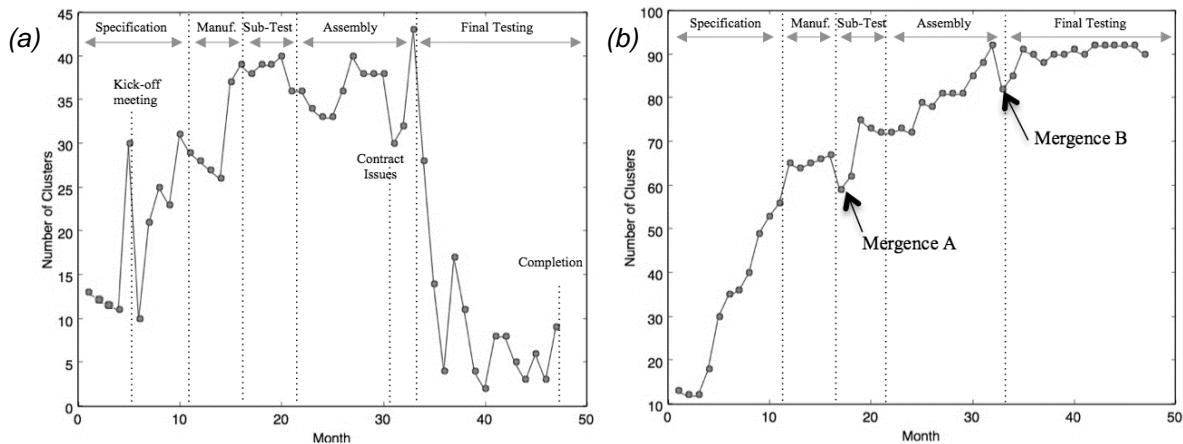 (a)
Specification Manuf. Sub-Test Assembly Final Testing
45
40
35
30
25
20
15
10
5
0
Number of Clusters
Kick-off
meeting
Contract
Issues
Completion
0 10 20 30 40 50
Month
(b)
Specification Manuf. Sub-Test Assembly Final Testing
100
90
80
70
60
50
40
30
20
10
Number of Clusters
Mergence A
Mergence B
0 10 20 30 40 50
Month